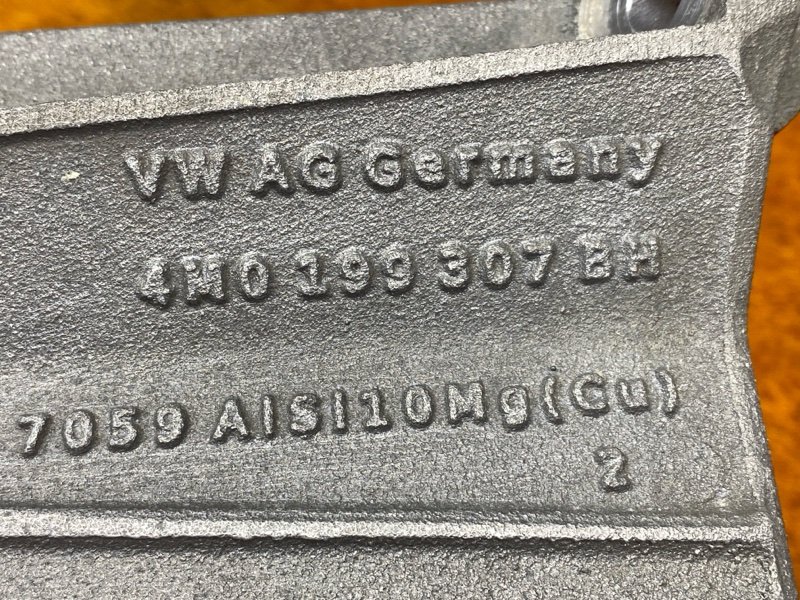 VW AG Germany
4M0 199 307 BH
7059 AlSi10Mg(Cu)
2